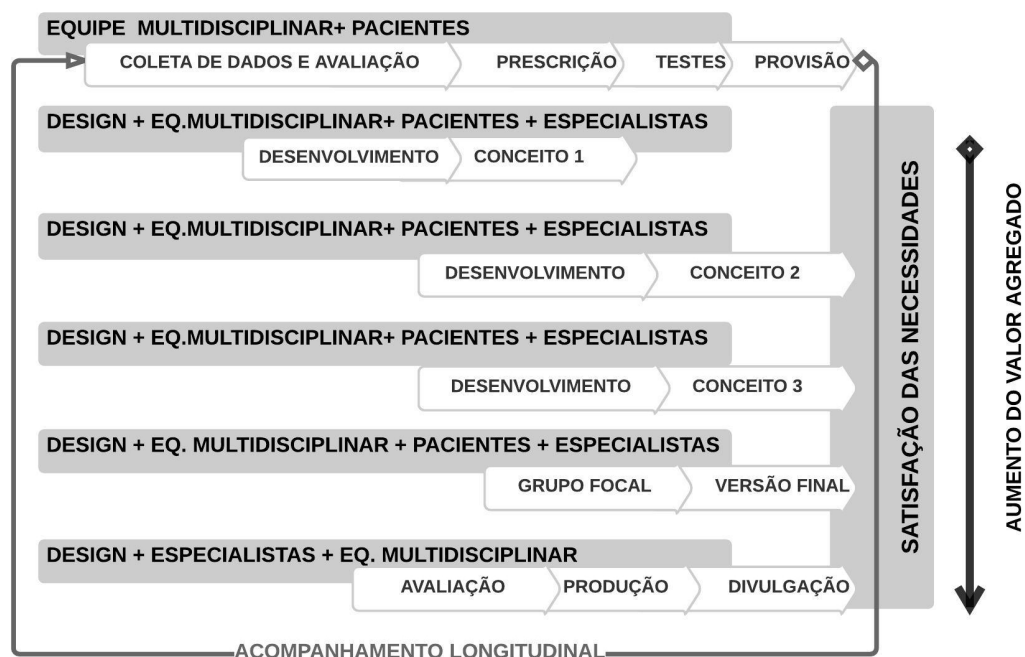 EQUIPE MULTIDISCIPLINAR+ PACIENTES
COLETA DE DADOS E AVALIAÇÃO PRESCRIÇÃO TESTES PROVISÃO
DESIGN + EQ.MULTIDISCIPLINAR+ PACIENTES + ESPECIALISTAS
DESENVOLVIMENTO CONCEITO 1
DESIGN + EQ.MULTIDISCIPLINAR+ PACIENTES + ESPECIALISTAS
DESENVOLVIMENTO CONCEITO 2
DESIGN + EQ.MULTIDISCIPLINAR+ PACIENTES + ESPECIALISTAS
DESENVOLVIMENTO CONCEITO 3
DESIGN + EQ. MULTIDISCIPLINAR + PACIENTES + ESPECIALISTAS
GRUPO FOCAL VERSÃO FINAL
DESIGN + ESPECIALISTAS + EQ. MULTIDISCIPLINAR
AVALIAÇÃO PRODUÇÃO DIVULGAÇÃO
ACOMPANHAMENTO LONGITUDINAL
SATISFAÇÃO DAS NECESSIDADES
AUMENTO DO VALOR AGREGADO